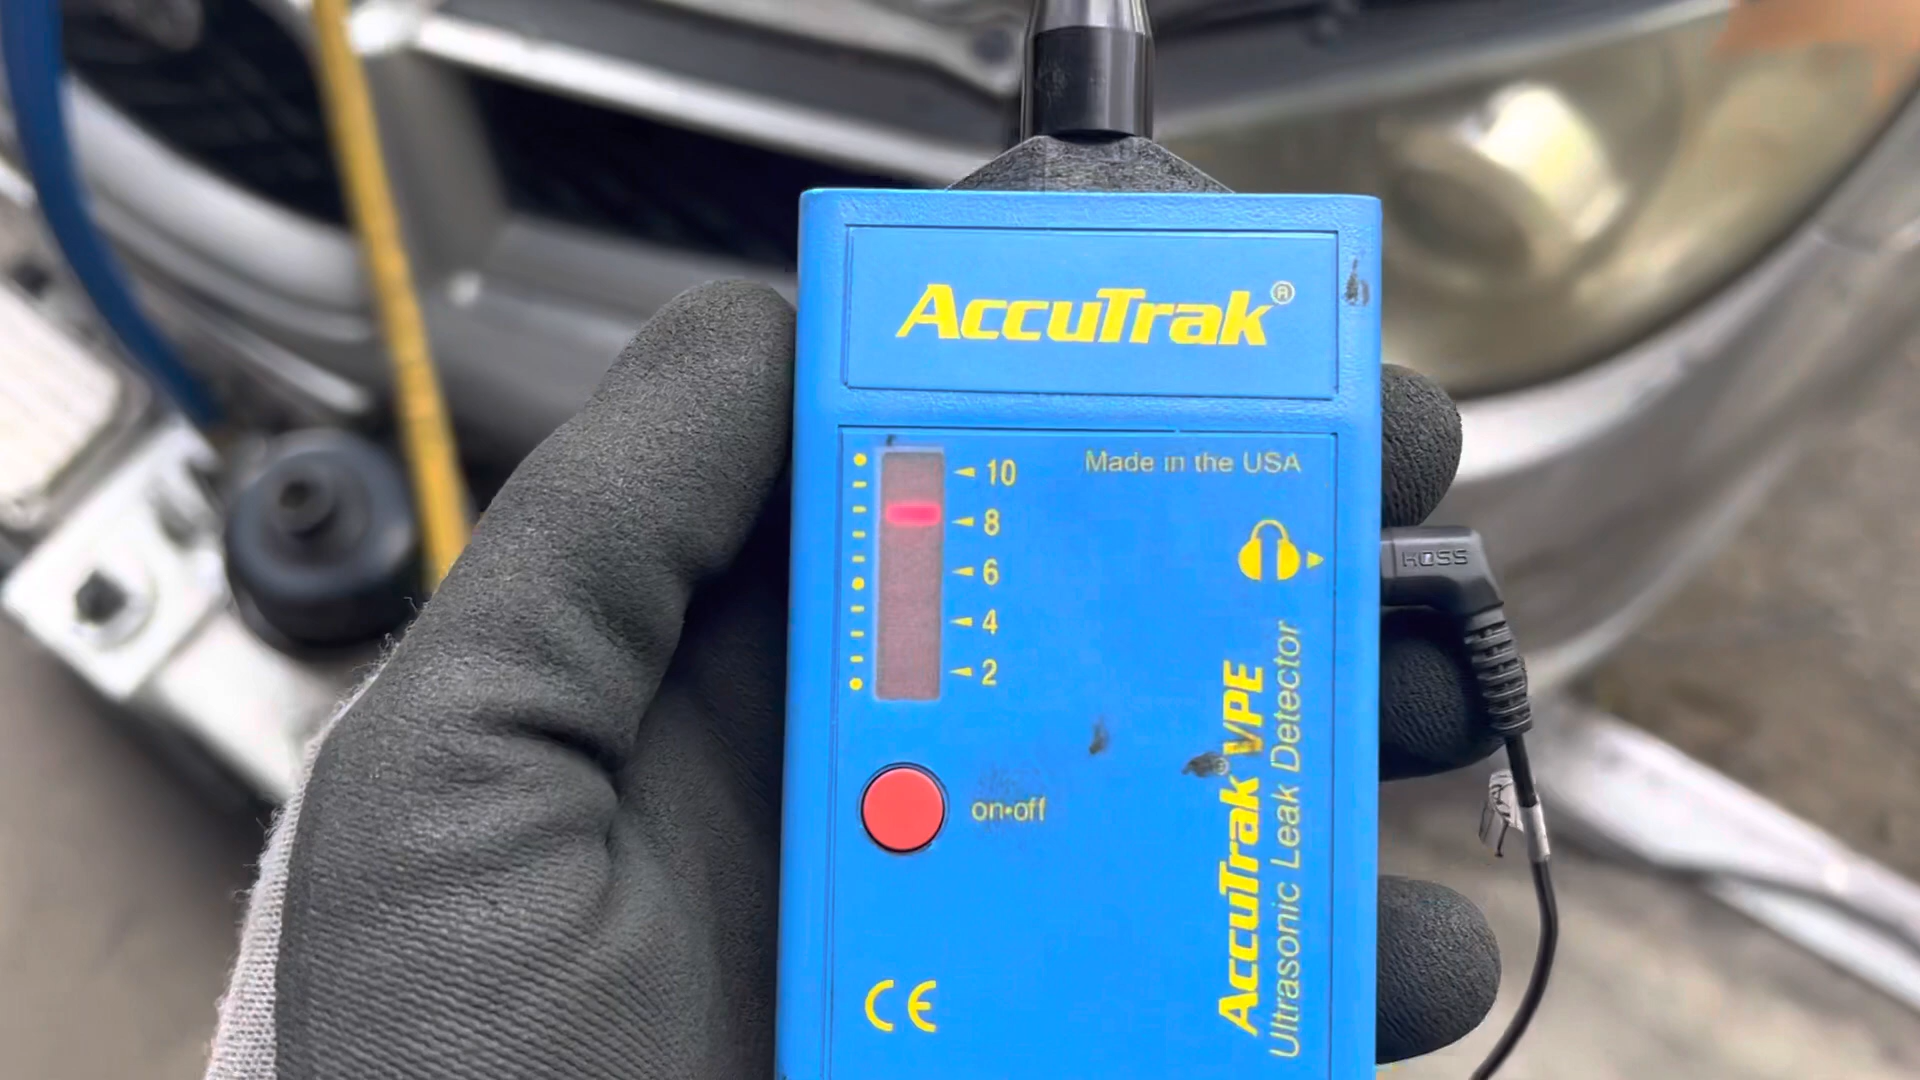 AccuTrak®
Made in the USA
10
8
6
4
2
KOSS
on•off
AccuTrak® VPE
Ultrasonic Leak Detector
CE